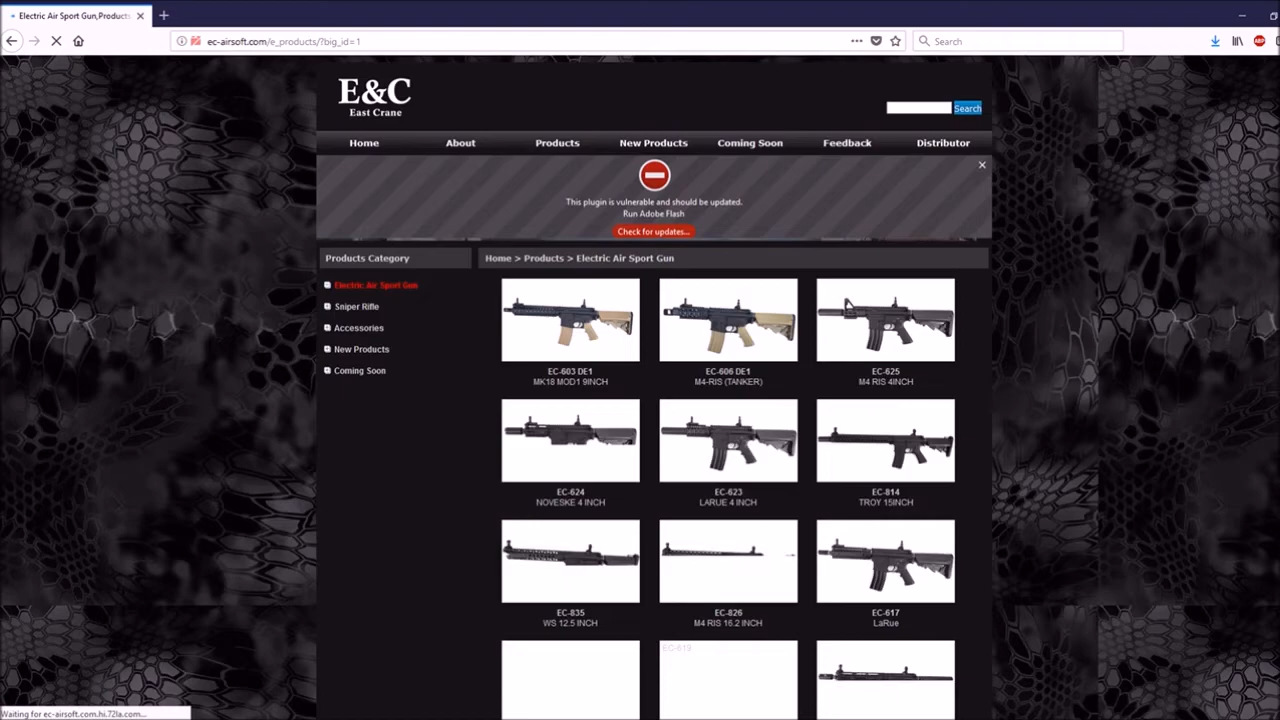 Electric Air Sport Gun,Products
ec-airsoft.com/e_products/?big_id=1
Search
ABP
E&C
East Crane
Search
Home
About
Products
New Products
Coming Soon
Feedback
Distributor
This plugin is vulnerable and should be updated.
Run Adobe Flash
Check for updates...
Products Category
Home > Products > Electric Air Sport Gun
Electric Air Sport Gun
Sniper Rifle
Accessories
New Products
Coming Soon
EC-603 DE1
MK18 MOD1 9INCH
EC-606 DE1
M4-RIS (TANKER)
EC-625
M4 RIS 4INCH
EC-624
NOVESKE 4 INCH
EC-623
LARUE 4 INCH
EC-814
TROY 15INCH
EC-835
WS 12.5 INCH
EC-826
M4 RIS 16.2 INCH
EC-617
LaRue
EC-619
Waiting for ec-airsoft.com.hi.72la.com...